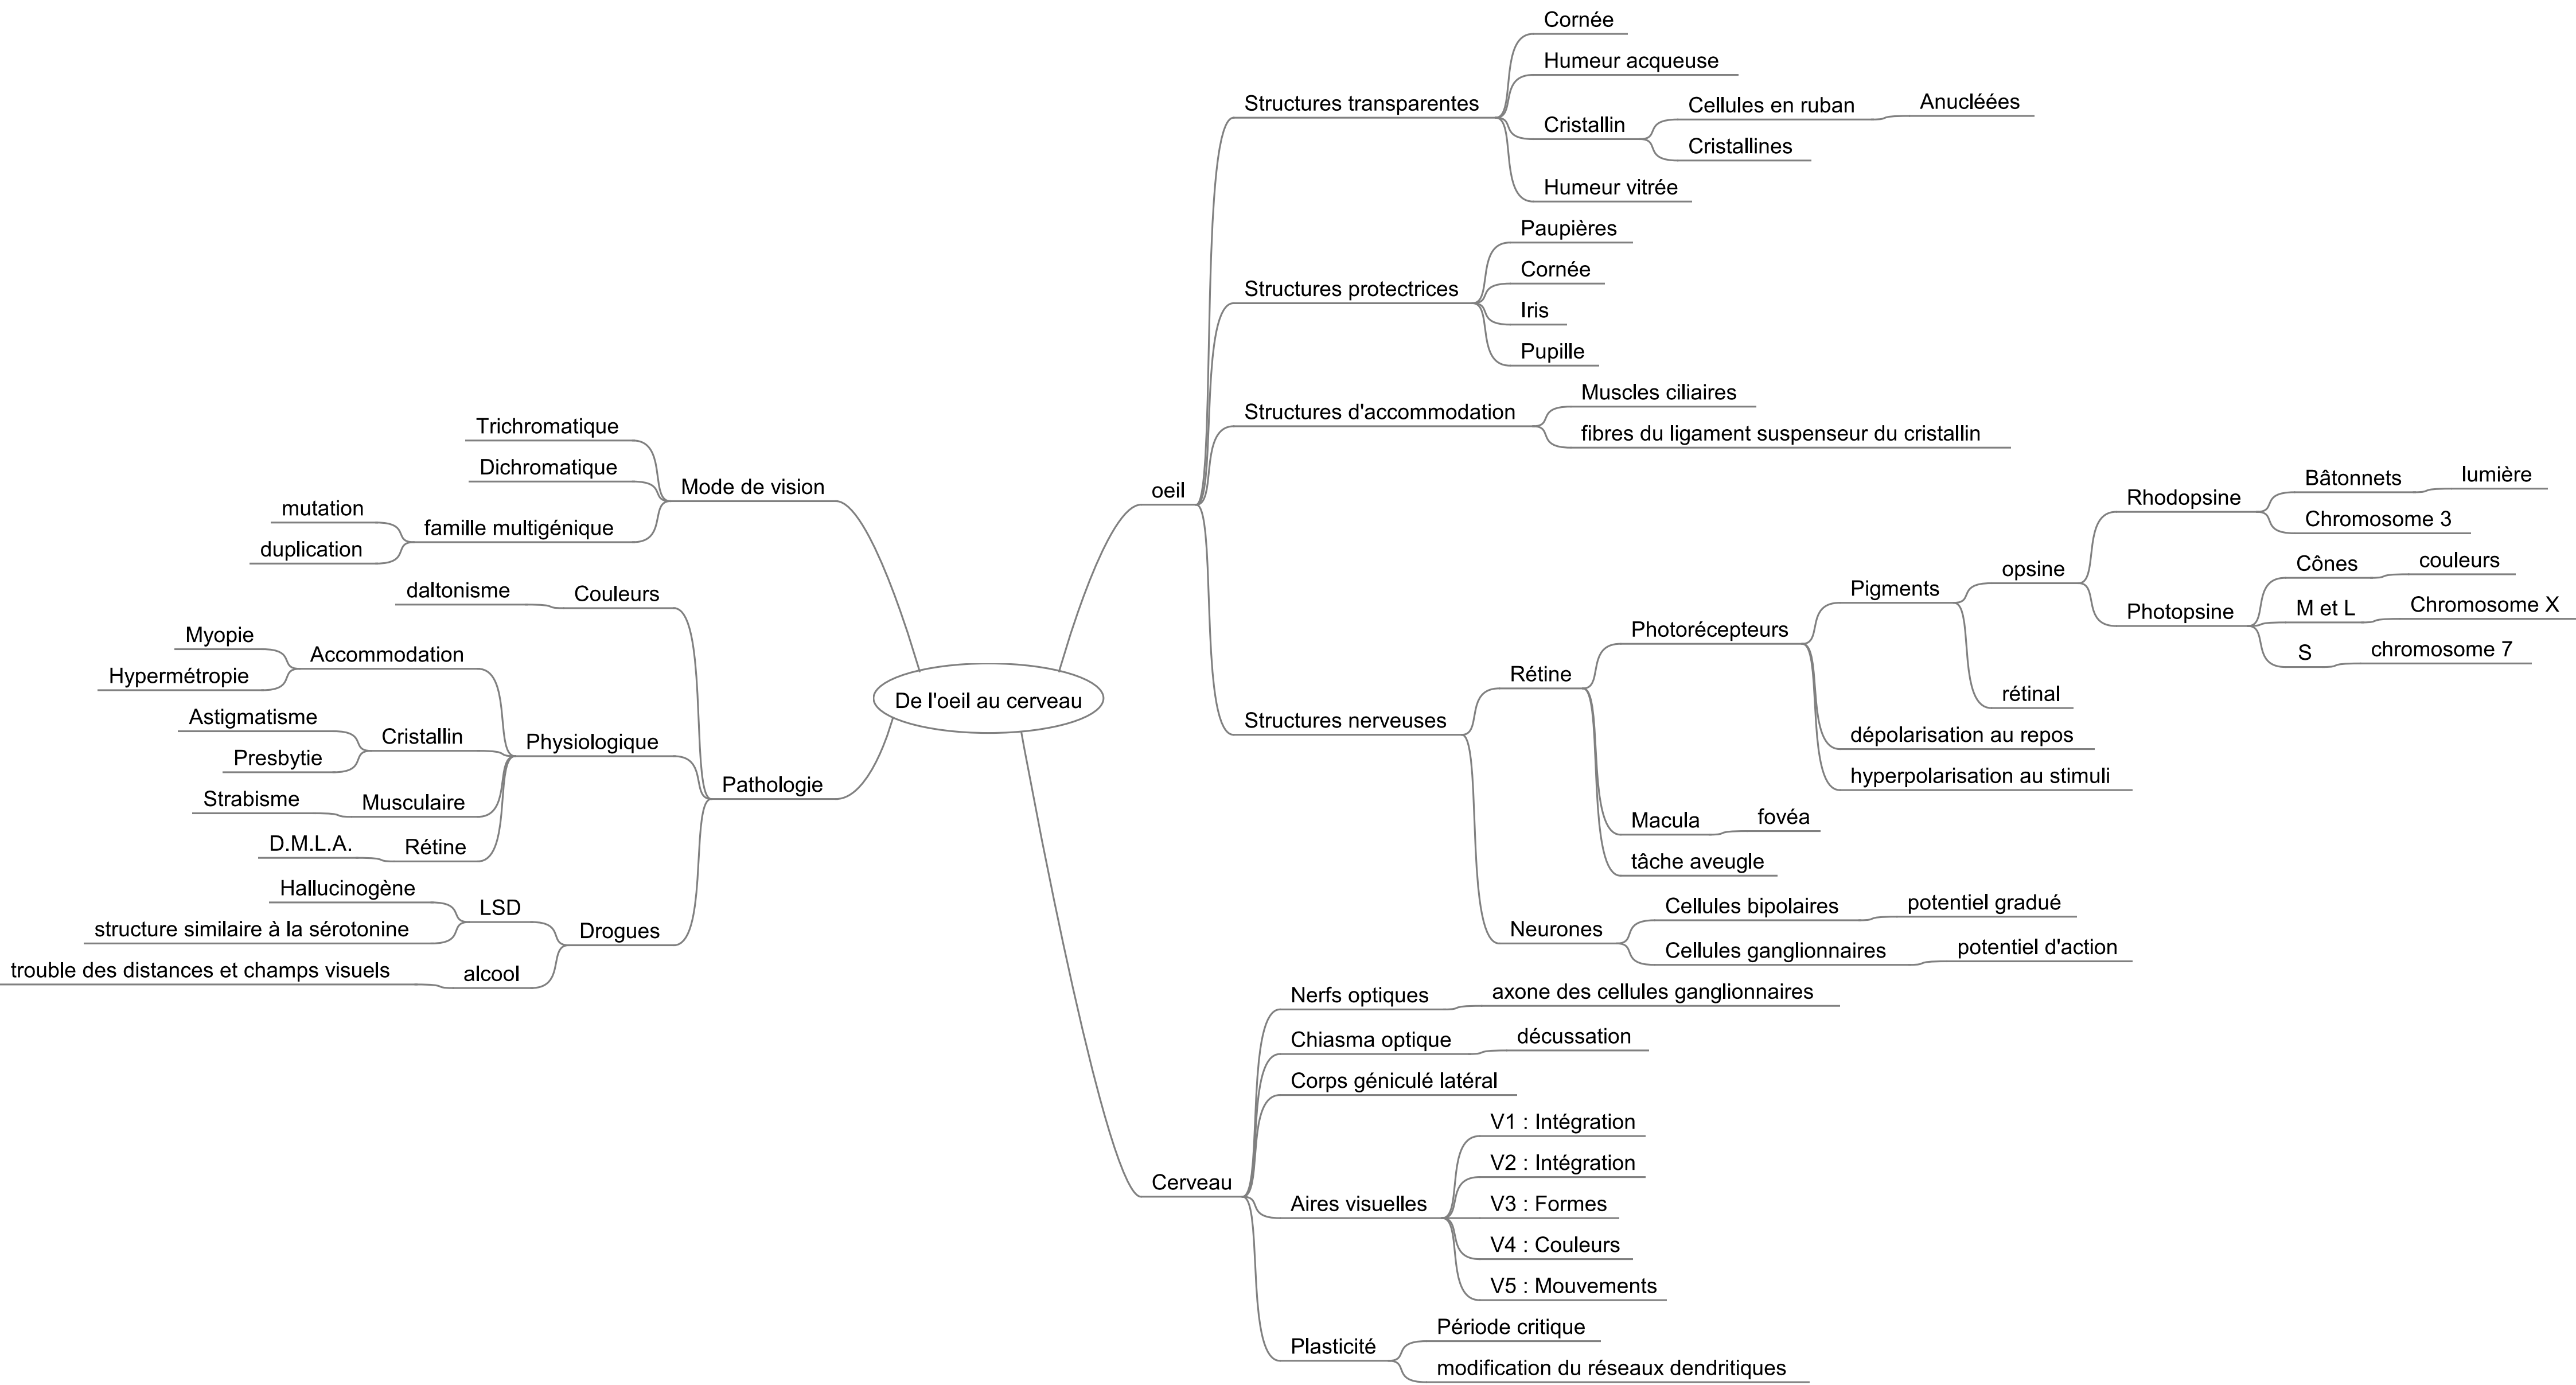 De l'oeil au cerveau
oeil
Structures transparentes
Cornée
Humeur acqueuse
Cristallin
Cellules en ruban
Anucléées
Cristallines
Humeur vitrée
Structures protectrices
Paupières
Cornée
Iris
Pupille
Structures d'accommodation
Muscles ciliaires
fibres du ligament suspenseur du cristallin
Structures nerveuses
Rétine
Photorécepteurs
Pigments
opsine
Rhodopsine
Bâtonnets
lumière
Chromosome 3
Photopsine
Cônes
couleurs
M et L
Chromosome X
S
chromosome 7
rétinal
dépolarisation au repos
hyperpolarisation au stimuli
Macula
fovéa
tâche aveugle
Neurones
Cellules bipolaires
potentiel gradué
Cellules ganglionnaires
potentiel d'action
Cerveau
Nerfs optiques
axone des cellules ganglionnaires
Chiasma optique
décussation
Corps géniculé latéral
Aires visuelles
V1 : Intégration
V2 : Intégration
V3 : Formes
V4 : Couleurs
V5 : Mouvements
Plasticité
Période critique
modification du réseaux dendritiques
Mode de vision
Trichromatique
Dichromatique
famille multigénique
mutation
duplication
Pathologie
Couleurs
daltonisme
Physiologique
Accommodation
Myopie
Hypermétropie
Cristallin
Astigmatisme
Presbytie
Musculaire
Strabisme
Rétine
D.M.L.A.
Drogues
LSD
Hallucinogène
structure similaire à la sérotonine
alcool
trouble des distances et champs visuels